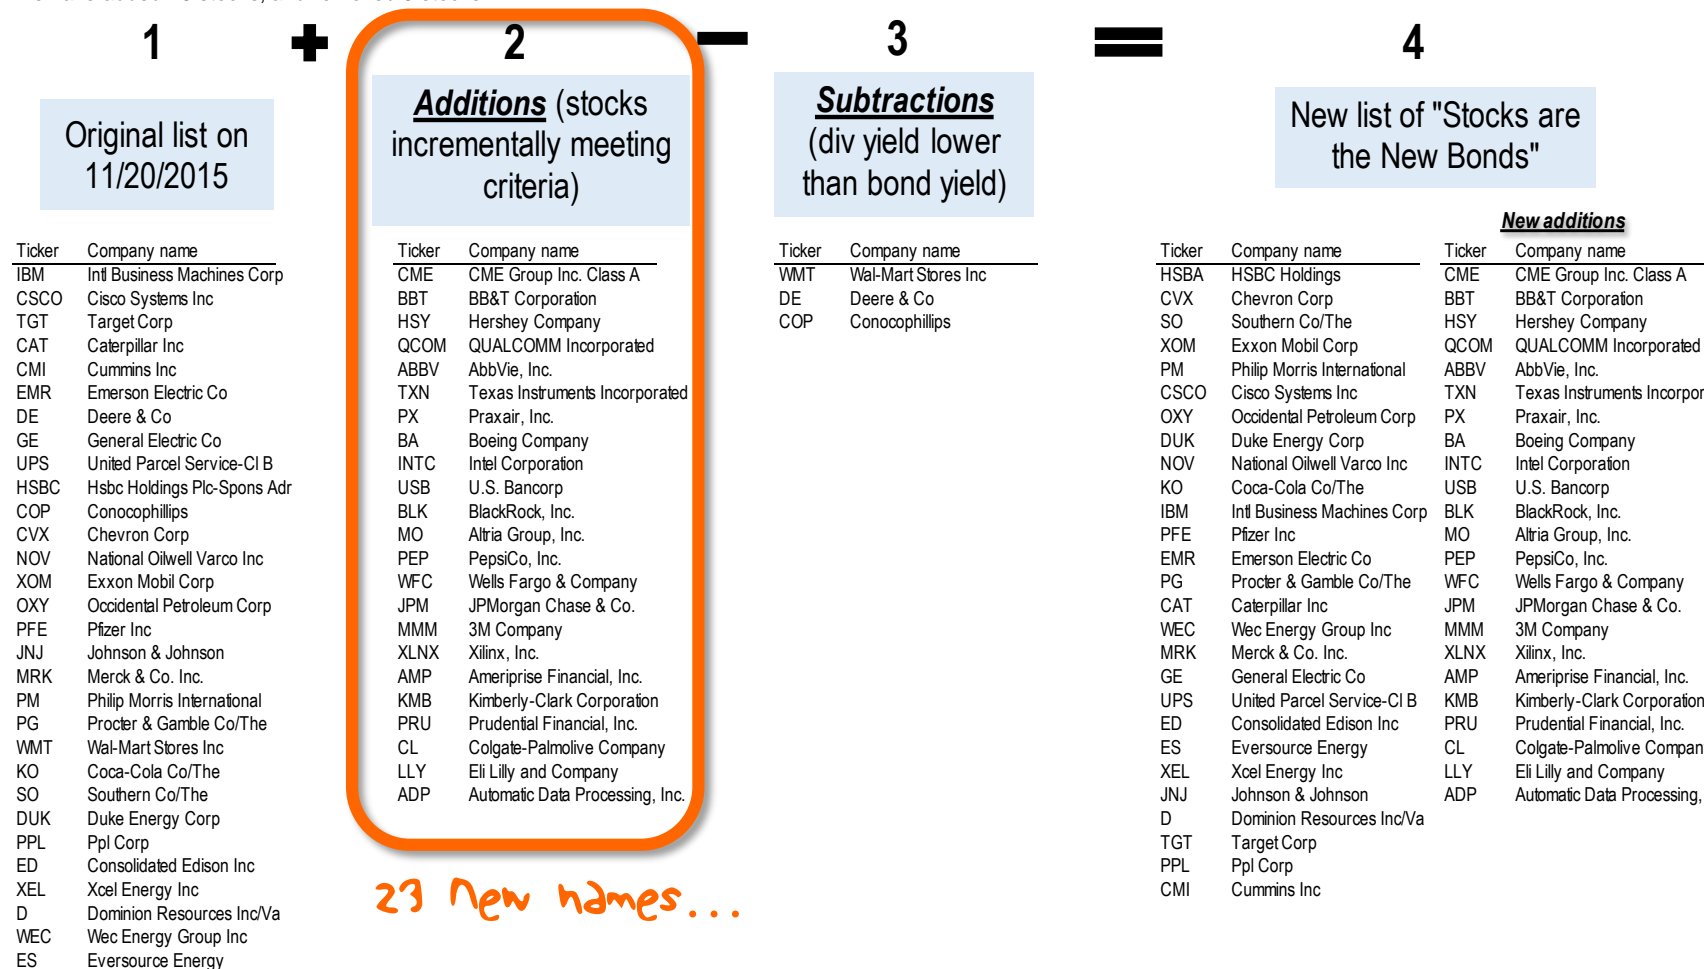 1 + 2 − 3 = 4
Original list on
11/20/2015
Ticker Company name
IBM Intl Business Machines Corp
CSCO Cisco Systems Inc
TGT Target Corp
CAT Caterpillar Inc
CMI Cummins Inc
EMR Emerson Electric Co
DE Deere & Co
GE General Electric Co
UPS United Parcel Service-Cl B
HSBC Hsbc Holdings Plc-Spons Adr
COP Conocophillips
CVX Chevron Corp
NOV National Oilwell Varco Inc
XOM Exxon Mobil Corp
OXY Occidental Petroleum Corp
PFE Pfizer Inc
JNJ Johnson & Johnson
MRK Merck & Co. Inc.
PM Philip Morris International
PG Procter & Gamble Co/The
WMT Wal-Mart Stores Inc
KO Coca-Cola Co/The
SO Southern Co/The
DUK Duke Energy Corp
PPL Ppl Corp
ED Consolidated Edison Inc
XEL Xcel Energy Inc
D Dominion Resources Inc/Va
WEC Wec Energy Group Inc
ES Eversource Energy
Additions (stocks
incrementally meeting
criteria)
Ticker Company name
CME CME Group Inc. Class A
BBT BB&T Corporation
HSY Hershey Company
QCOM QUALCOMM Incorporated
ABBV AbbVie, Inc.
TXN Texas Instruments Incorporated
PX Praxair, Inc.
BA Boeing Company
INTC Intel Corporation
USB U.S. Bancorp
BLK BlackRock, Inc.
MO Altria Group, Inc.
PEP PepsiCo, Inc.
WFC Wells Fargo & Company
JPM JPMorgan Chase & Co.
MMM 3M Company
XLNX Xilinx, Inc.
AMP Ameriprise Financial, Inc.
KMB Kimberly-Clark Corporation
PRU Prudential Financial, Inc.
CL Colgate-Palmolive Company
LLY Eli Lilly and Company
ADP Automatic Data Processing, Inc.
23 New names...
Subtractions
(div yield lower
than bond yield)
Ticker Company name
WMT Wal-Mart Stores Inc
DE Deere & Co
COP Conocophillips
New list of "Stocks are
the New Bonds"
Ticker Company name
HSBA HSBC Holdings
CVX Chevron Corp
SO Southern Co/The
XOM Exxon Mobil Corp
PM Philip Morris International
CSCO Cisco Systems Inc
OXY Occidental Petroleum Corp
DUK Duke Energy Corp
NOV National Oilwell Varco Inc
KO Coca-Cola Co/The
IBM Intl Business Machines Corp
PFE Pfizer Inc
EMR Emerson Electric Co
PG Procter & Gamble Co/The
CAT Caterpillar Inc
WEC Wec Energy Group Inc
MRK Merck & Co. Inc.
GE General Electric Co
UPS United Parcel Service-Cl B
ED Consolidated Edison Inc
ES Eversource Energy
XEL Xcel Energy Inc
JNJ Johnson & Johnson
D Dominion Resources Inc/Va
TGT Target Corp
PPL Ppl Corp
CMI Cummins Inc
New additions
Ticker Company name
CME CME Group Inc. Class A
BBT BB&T Corporation
HSY Hershey Company
QCOM QUALCOMM Incorporated
ABBV AbbVie, Inc.
TXN Texas Instruments Incorpor
PX Praxair, Inc.
BA Boeing Company
INTC Intel Corporation
USB U.S. Bancorp
BLK BlackRock, Inc.
MO Altria Group, Inc.
PEP PepsiCo, Inc.
WFC Wells Fargo & Company
JPM JPMorgan Chase & Co.
MMM 3M Company
XLNX Xilinx, Inc.
AMP Ameriprise Financial, Inc.
KMB Kimberly-Clark Corporation
PRU Prudential Financial, Inc.
CL Colgate-Palmolive Compan
LLY Eli Lilly and Company
ADP Automatic Data Processing,